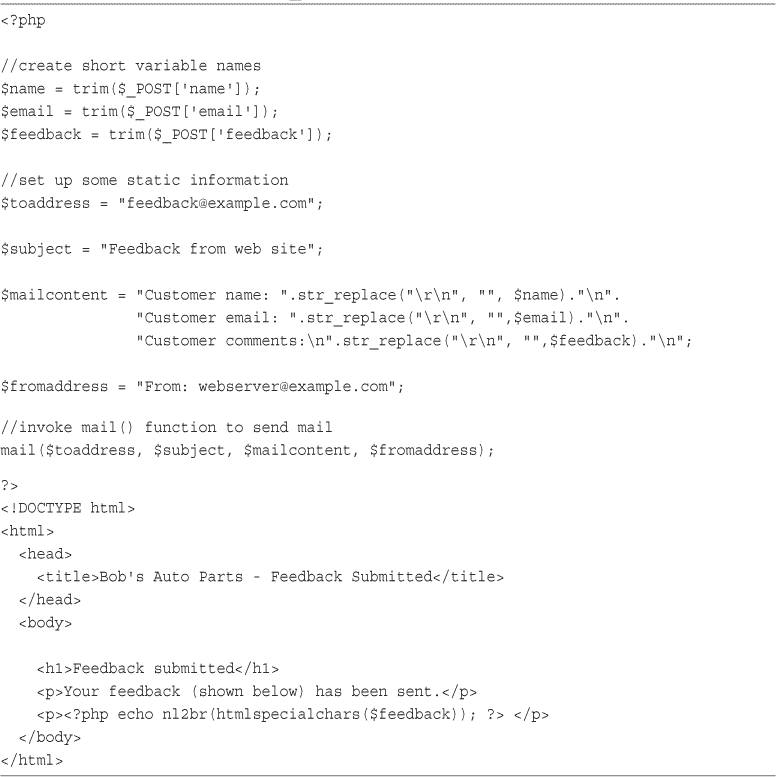 <?php
//create short variable names
$name = trim($_POST['name']);
$email = trim($_POST['email']);
$feedback = trim($_POST['feedback']);
//set up some static information
$toaddress = "feedback@example.com";
$subject = "Feedback from web site";
$mailcontent = "Customer name: ".str_replace("\r\n", "", $name)."\n".
               "Customer email: ".str_replace("\r\n", "",$email)."\n".
               "Customer comments:\n".str_replace("\r\n", "",$feedback)."\n";
$fromaddress = "From: webserver@example.com";
//invoke mail() function to send mail
mail($toaddress, $subject, $mailcontent, $fromaddress);
?>
<!DOCTYPE html>
<html>
  <head>
    <title>Bob's Auto Parts - Feedback Submitted</title>
  </head>
  <body>
    <h1>Feedback submitted</h1>
    <p>Your feedback (shown below) has been sent.</p>
    <p><?php echo nl2br(htmlspecialchars($feedback)); ?> </p>
  </body>
</html>